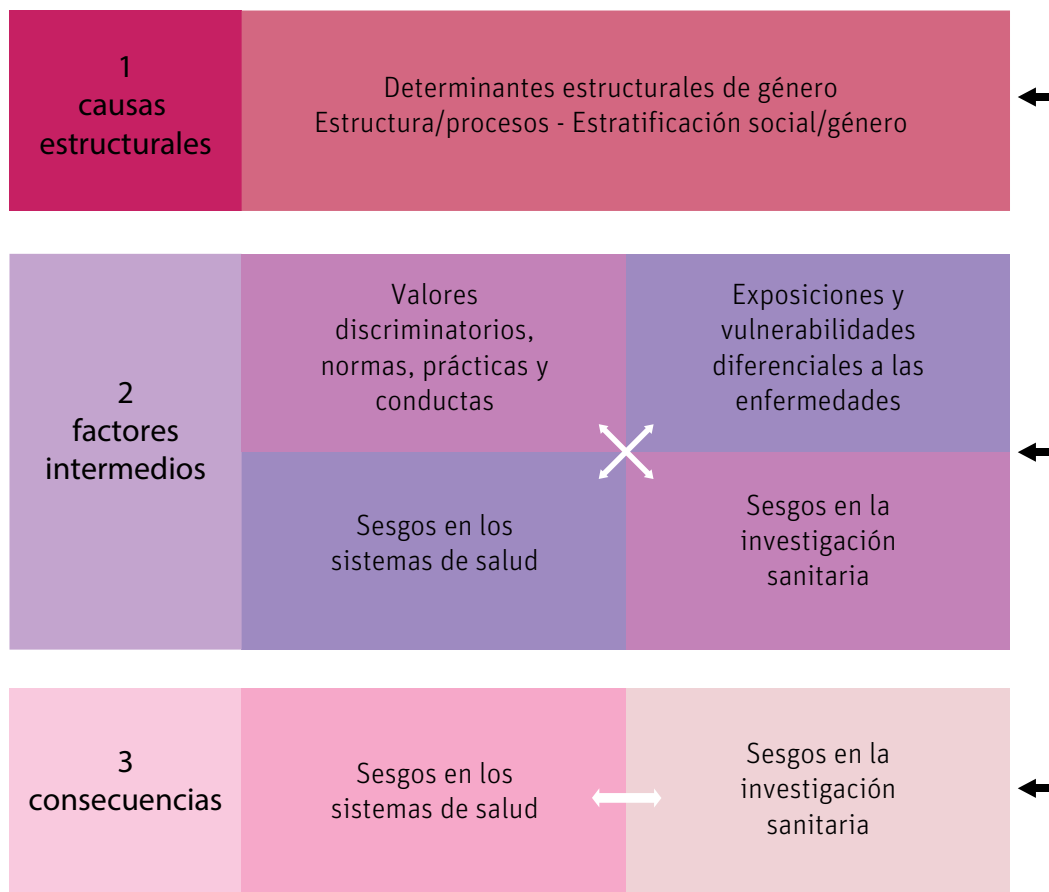 1
causas
estructurales
Determinantes estructurales de género
Estructura/procesos - Estratificación social/género
2
factores
intermedios
Valores
discriminatorios,
normas, prácticas y
conductas
Exposiciones y
vulnerabilidades
diferenciales a las
enfermedades
Sesgos en los
sistemas de salud
Sesgos en la
investigación
sanitaria
3
consecuencias
Sesgos en los
sistemas de salud
Sesgos en la
investigación
sanitaria